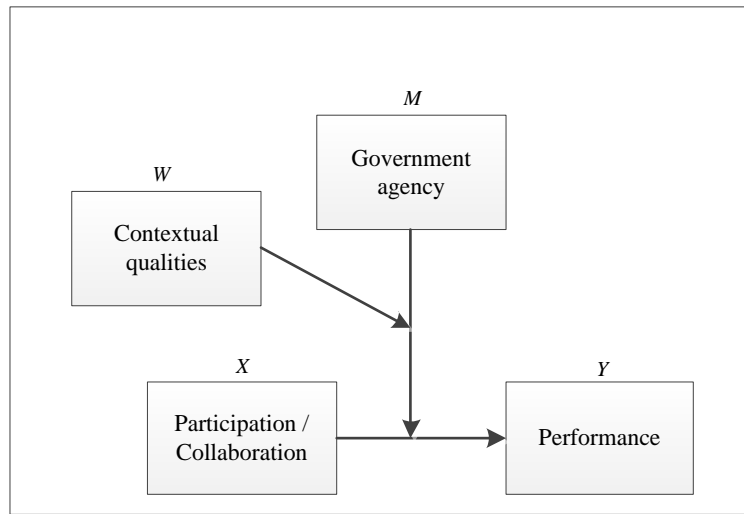 M
Government
agency
W
Contextual
qualities
X
Participation /
Collaboration
Y
Performance